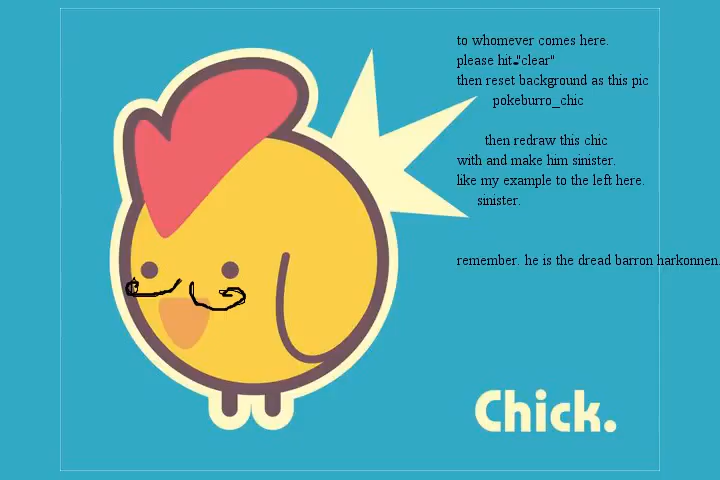 to whomever comes here.
please hit "clear"
then reset background as this pic
pokeburro_chic
then redraw this chic
with and make him sinister.
like my example to the left here.
sinister.
remember. he is the dread barron harkonnen.
Chick.